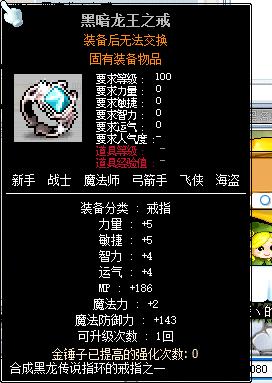 黑暗龙王之戒
装备后无法交换
固有装备物品
要求等级 : 100
要求力量 : 0
要求敏捷 : 0
要求智力 : 0
要求运气 : 0
要求人气度 : -
道具等级 : -
道具经验值 : -
新手 战士 魔法师 弓箭手 飞侠 海盗
装备分类 : 戒指
力量 : +5
敏捷 : +5
智力 : +4
运气 : +4
MP : +186
魔法力 : +2
魔法防御力 : +143
可升级次数 : 1回
金锤子已提高的强化次数: 0
合成黑龙传说指环的戒指之一
080